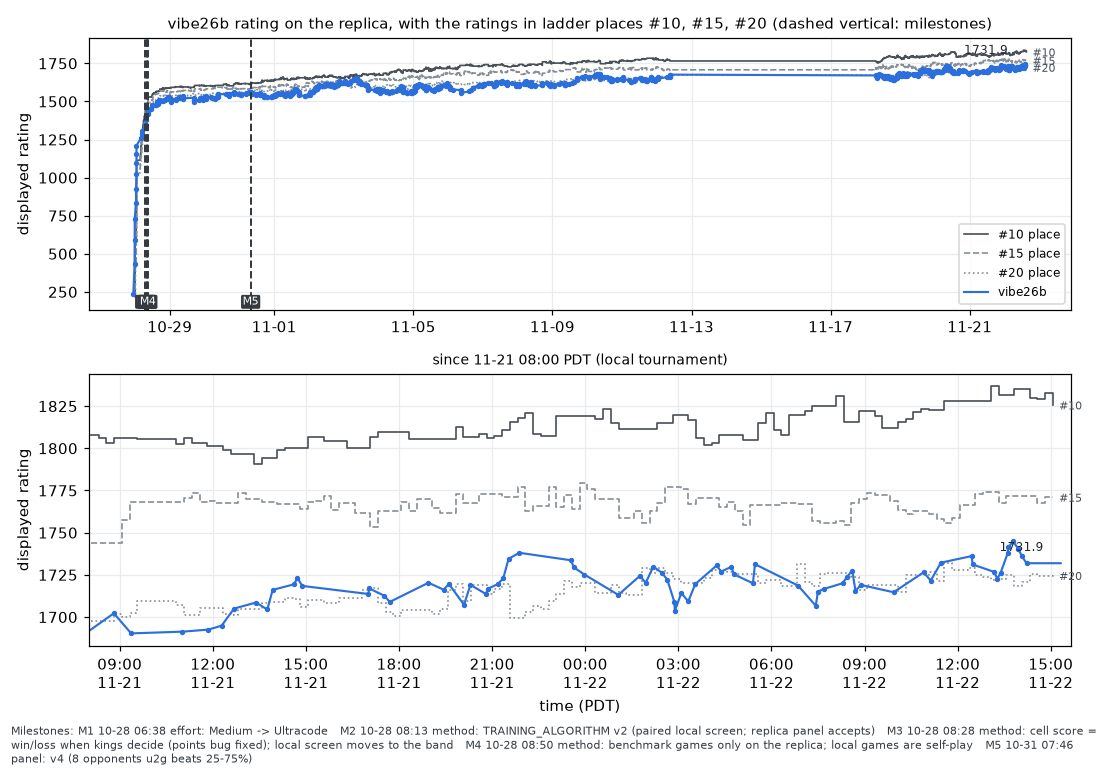 vibe26b rating on the replica, with the ratings in ladder places #10, #15, #20 (dashed vertical: milestones)
displayed rating
1750
1500
1250
1000
750
500
250
1731.9
#10
#15
#20
M4
M5
#10 place
#15 place
#20 place
vibe26b
10-29
11-01
11-05
11-09
11-13
11-17
11-21
since 11-21 08:00 PDT (local tournament)
displayed rating
1825
1800
1775
1750
1725
1700
#10
#15
1731.9
#20
09:00 12:00 15:00 18:00 21:00 00:00 03:00 06:00 09:00 12:00 15:00
11-21 11-21 11-21 11-21 11-21 11-22 11-22 11-22 11-22 11-22 11-22
time (PDT)
Milestones: M1 10-28 06:38 effort: Medium -> Ultracode M2 10-28 08:13 method: TRAINING_ALGORITHM v2 (paired local screen; replica panel accepts) M3 10-28 08:28 method: cell score =
win/loss when kings decide (points bug fixed); local screen moves to the band M4 10-28 08:50 method: benchmark games only on the replica; local games are self-play M5 10-31 07:46
panel: v4 (8 opponents u2g beats 25-75%)